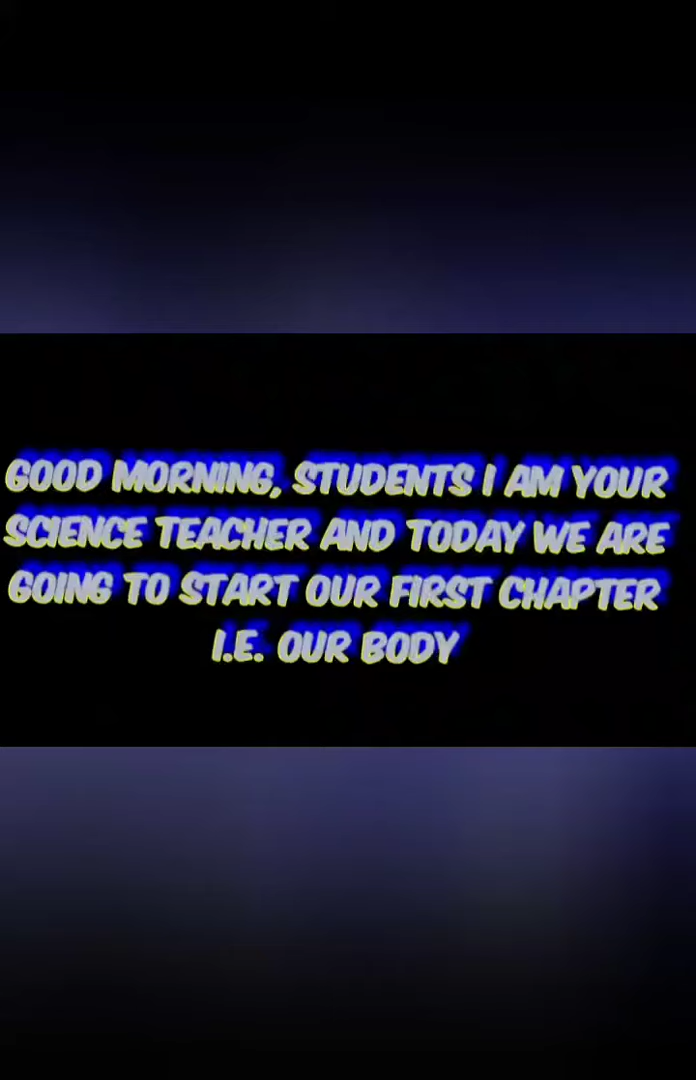 GOOD MORNING, STUDENTS I AM YOUR
SCIENCE TEACHER AND TODAY WE ARE
GOING TO START OUR FIRST CHAPTER
I.E. OUR BODY